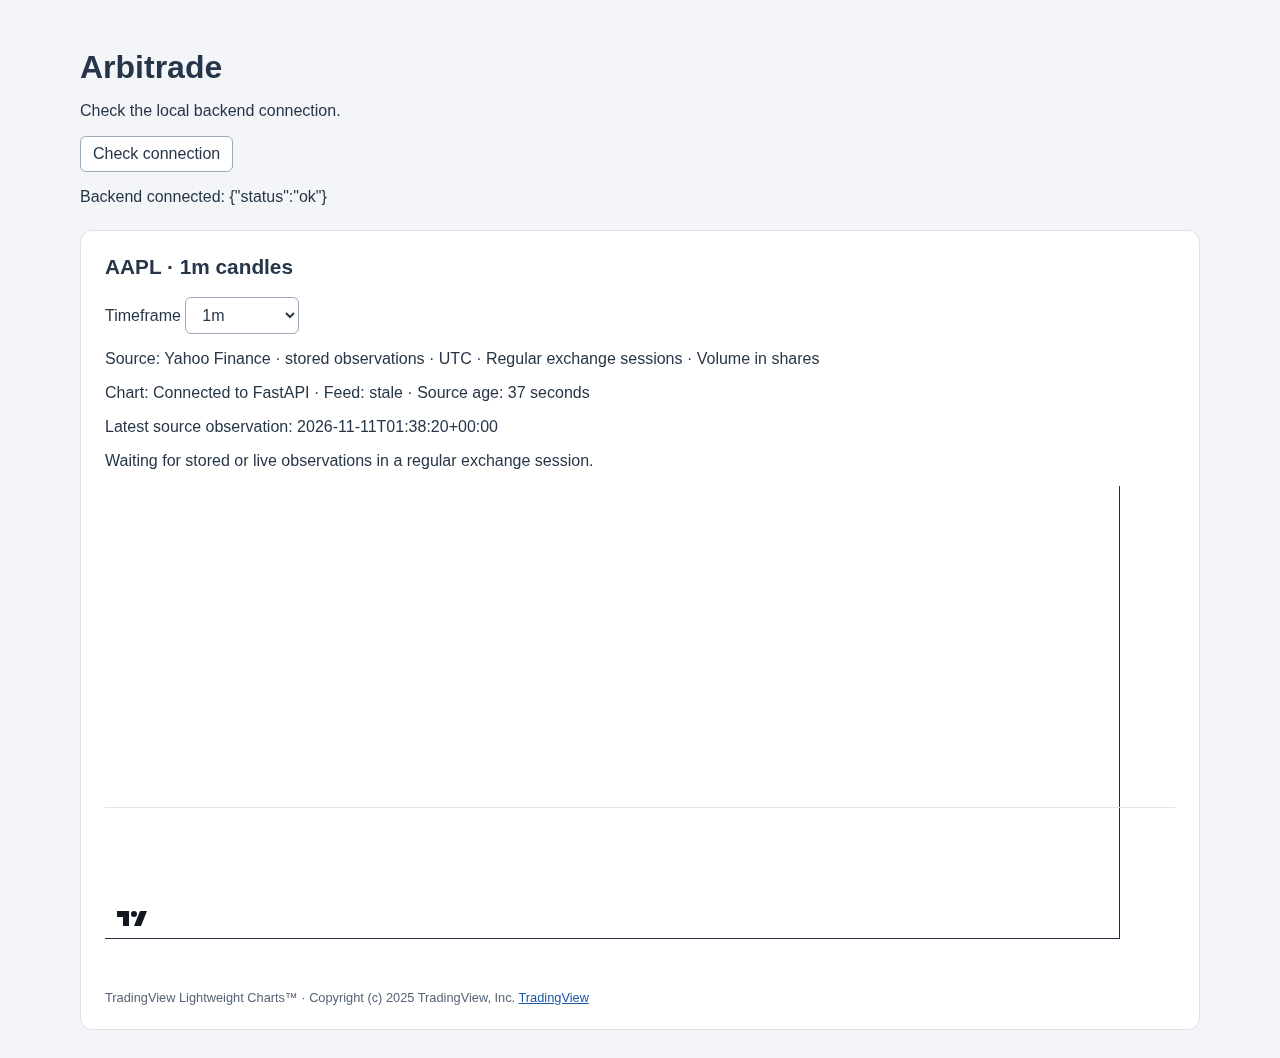 Arbitrade
Check the local backend connection.
Check connection
Backend connected: {"status":"ok"}
AAPL · 1m candles
Timeframe 1m
Source: Yahoo Finance · stored observations · UTC · Regular exchange sessions · Volume in shares
Chart: Connected to FastAPI · Feed: stale · Source age: 37 seconds
Latest source observation: 2026-11-11T01:38:20+00:00
Waiting for stored or live observations in a regular exchange session.
TradingView Lightweight Charts™ · Copyright (c) 2025 TradingView, Inc. TradingView